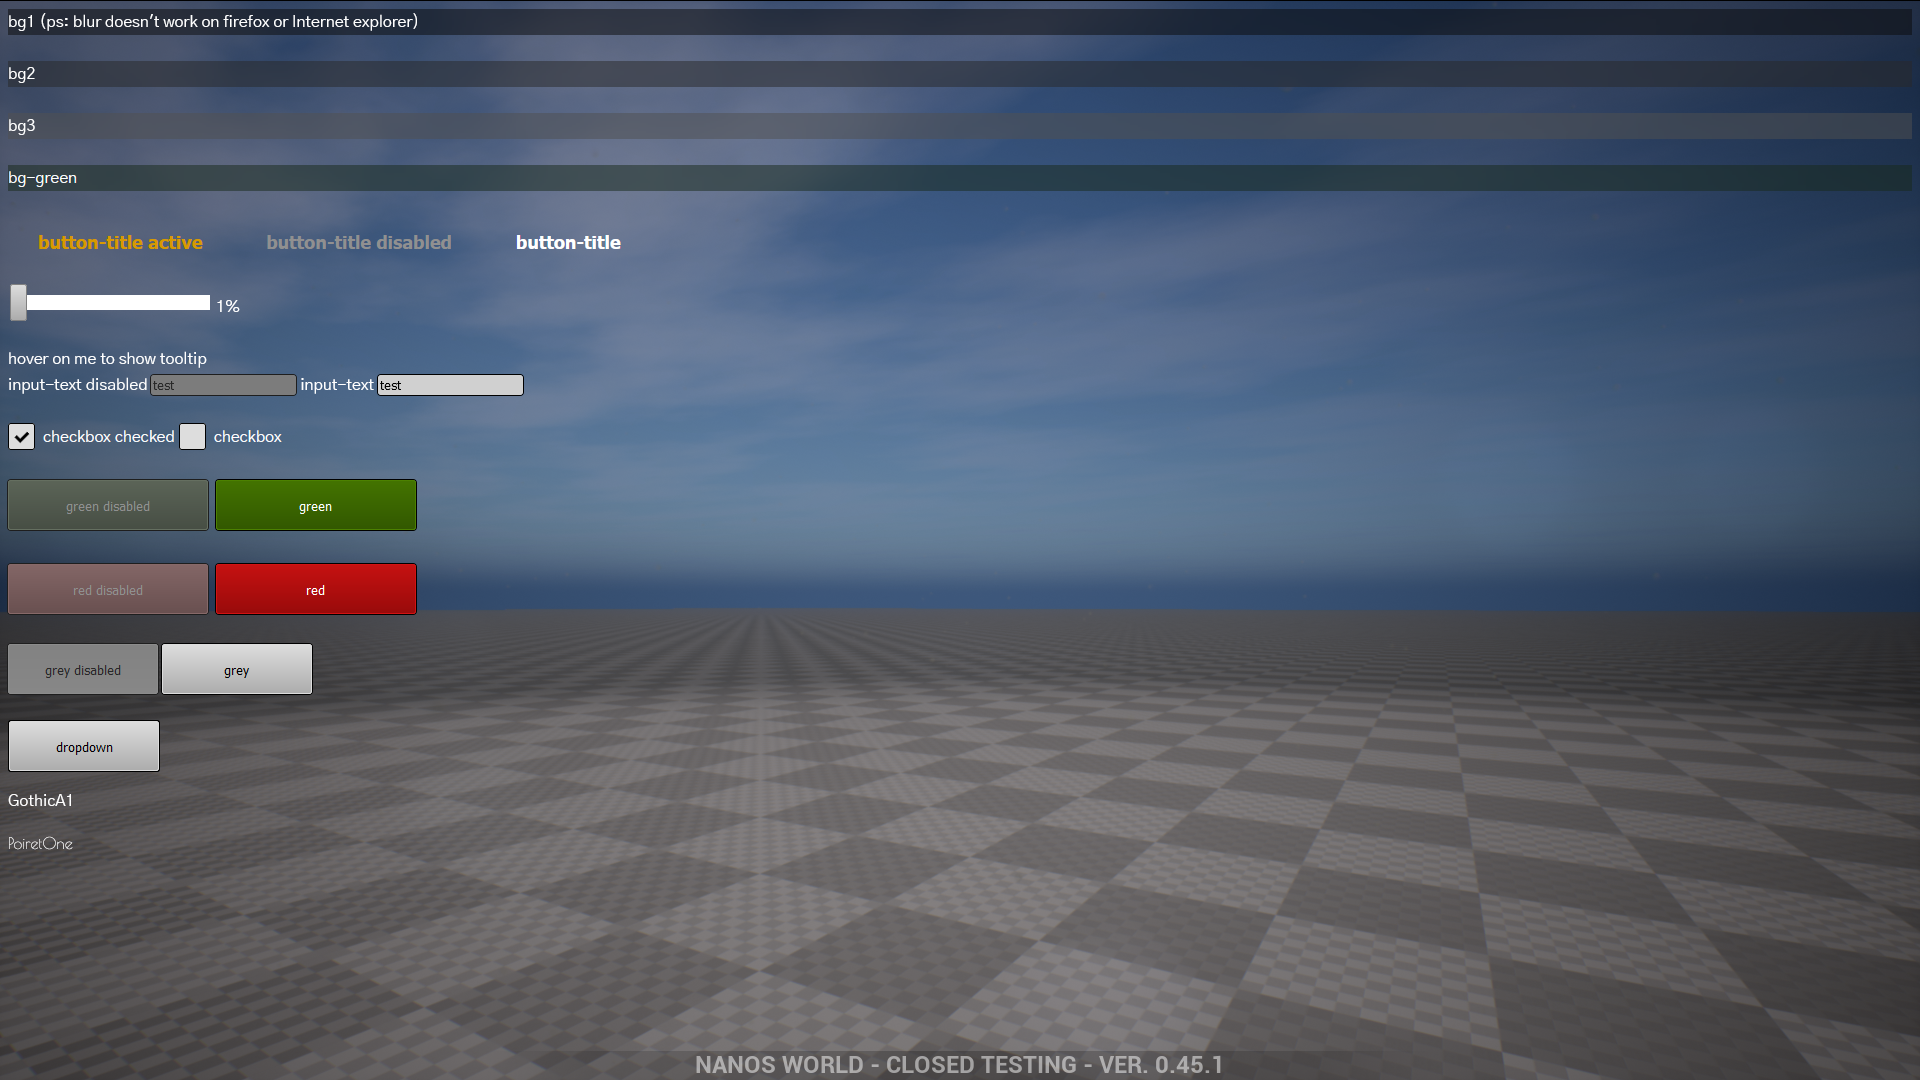 bg1 (ps: blur doesn't work on firefox or Internet explorer)
bg2
bg3
bg-green
button-title active button-title disabled button-title
1%
hover on me to show tooltip
input-text disabled test input-text test
checkbox checked checkbox
green disabled green
red disabled red
grey disabled grey
dropdown
GothicA1
PoiretOne
NANOS WORLD - CLOSED TESTING - VER. 0.45.1